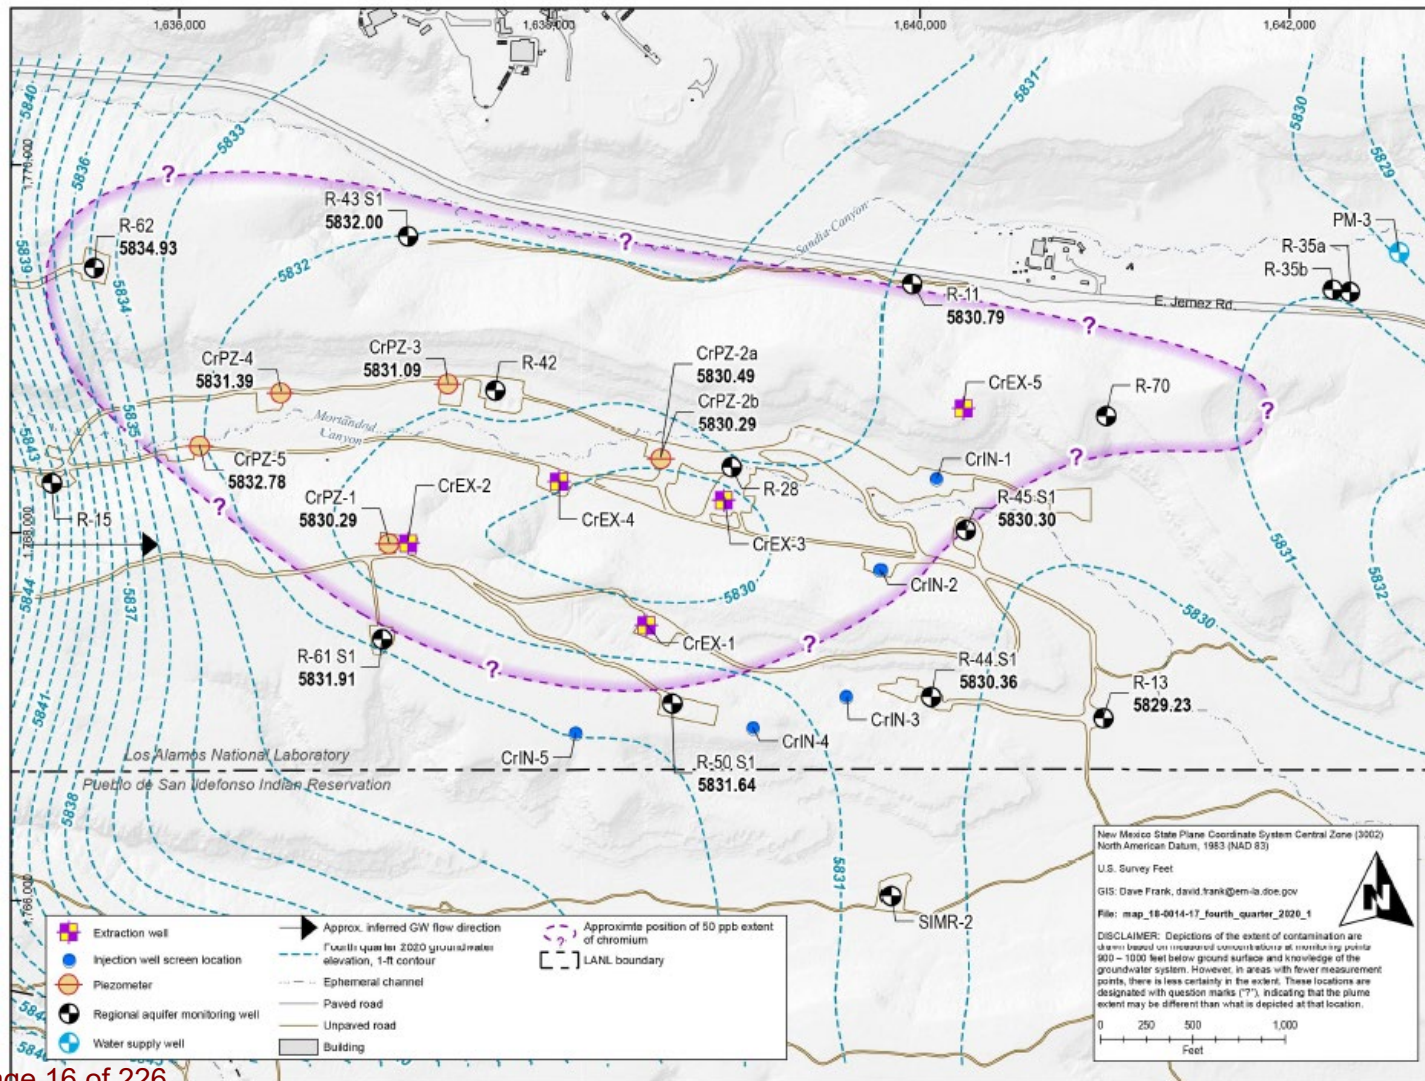 1,636,000
1,638,000
1,640,000
1,642,000
5840
5836
5833
5831
5830
5829
1,770,000
?
R-43 S1
5832.00
R-62
5834.93
5839
5834
5832
?
Sandia Canyon
PM-3
R-35a
R-35b
R-11
5830.79
E. Jemez Rd.
?
CrPZ-4
5831.39
CrPZ-3
5831.09
R-42
CrPZ-2a
5830.49
CrPZ-2b
5830.29
CrEX-5
R-70
?
5835
Mortandad
Canyon
5843
CrPZ-5
5832.78
CrIN-1
?
R-28
R-45 S1
5830.30
CrPZ-1
5830.29
CrEX-2
CrEX-4
CrEX-3
R-15
?
1,768,000
5831
5832
CrIN-2
5844
5837
5830
5830
CrEX-1
?
?
R-61 S1
5831.91
R-44 S1
5830.36
R-13
5829.23
5841
CrIN-3
CrIN-4
CrIN-5
R-50 S1
5831.64
Los Alamos National Laboratory
Pueblo de San Ildefonso Indian Reservation
5838
5831
SIMR-2
Extraction well
Injection well screen location
Piezometer
Regional aquifer monitoring well
Water supply well
Approx. inferred GW flow direction
Fourth quarter 2020 groundwater
elevation, 1-ft contour
Ephemeral channel
Paved road
Unpaved road
Building
?
Approximte position of 50 ppb extent
of chromium
LANL boundary
New Mexico State Plane Coordinate System Central Zone (3002)
North American Datum, 1983 (NAD 83)
U.S. Survey Feet
GIS: Dave Frank, david.frank@em-la.doe.gov
File: map_18-0014-17_fourth_quarter_2020_1
N
DISCLAIMER: Depictions of the extent of contamination are
drawn based on measured concentrations at monitoring points
900 – 1000 feet below ground surface and knowledge of the
groundwater system. However, in areas with fewer measurement
points, there is less certainty in the extent. These locations are
designated with question marks ("?"), indicating that the plume
extent may be different than what is depicted at that location.
0 250 500 1,000
Feet
16 of 226